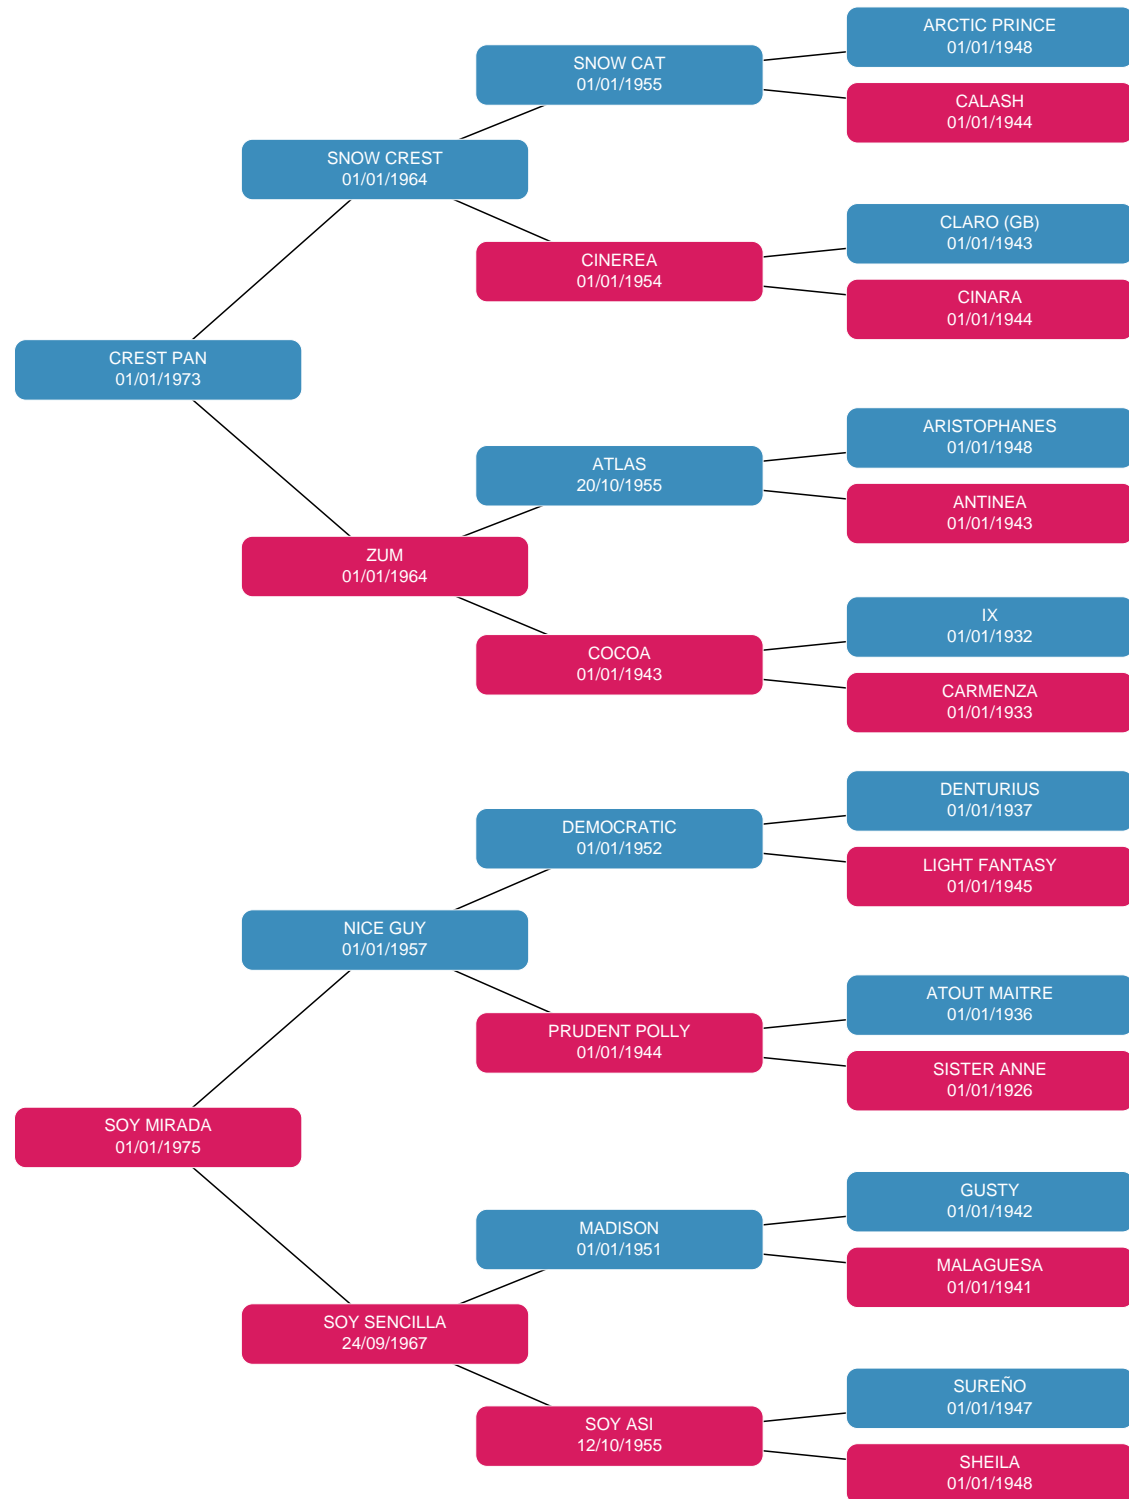 ARCTIC PRINCE
01/01/1948
SNOW CAT
01/01/1955
CALASH
01/01/1944
SNOW CREST
01/01/1964
CLARO (GB)
01/01/1943
CINEREA
01/01/1954
CINARA
01/01/1944
CREST PAN
01/01/1973
ARISTOPHANES
01/01/1948
ATLAS
20/10/1955
ANTINEA
01/01/1943
ZUM
01/01/1964
IX
01/01/1932
COCOA
01/01/1943
CARMENZA
01/01/1933
DENTURIUS
01/01/1937
DEMOCRATIC
01/01/1952
LIGHT FANTASY
01/01/1945
NICE GUY
01/01/1957
ATOUT MAITRE
01/01/1936
PRUDENT POLLY
01/01/1944
SISTER ANNE
01/01/1926
SOY MIRADA
01/01/1975
GUSTY
01/01/1942
MADISON
01/01/1951
MALAGUESA
01/01/1941
SOY SENCILLA
24/09/1967
SUREÑO
01/01/1947
SOY ASI
12/10/1955
SHEILA
01/01/1948